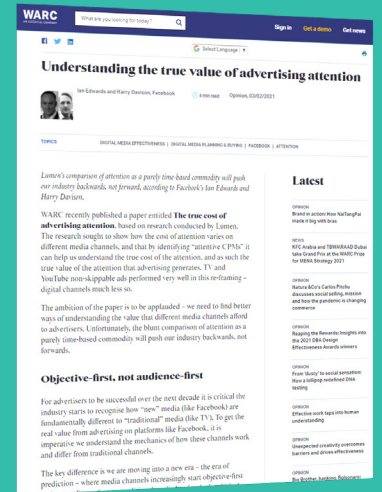 WARC
AN ASCENTIAL COMPANY
What are you looking for today?
Sign in
Get a demo
Get news
G Select Language
Understanding the true value of advertising attention
Ian Edwards and Harry Davison, Facebook
4 min read
Opinion, 03/02/2021
TOPICS
DIGITAL MEDIA EFFECTIVENESS | DIGITAL MEDIA PLANNING & BUYING | FACEBOOK | ATTENTION
Lumen's comparison of attention as a purely time-based commodity will push
our industry backwards, not forward, according to Facebook's Ian Edwards and
Harry Davison.
WARC recently published a paper entitled The true cost of
advertising attention, based on research conducted by Lumen.
The research sought to show how the cost of attention varies on
different media channels, and that by identifying "attentive CPMs" it
can help us understand the true cost of the attention, and as such the
true value of the attention that advertising generates. TV and
YouTube non-skippable ads performed very well in this re-framing –
digital channels much less so.
The ambition of the paper is to be applauded – we need to find better
ways of understanding the value that different media channels afford
to advertisers. Unfortunately, the blunt comparison of attention as a
purely time-based commodity will push our industry backwards, not
forwards.
Objective-first, not audience-first
For advertisers to be successful over the next decade it is critical the
industry starts to recognise how "new" media (like Facebook) are
fundamentally different to "traditional" media (like TV). To get the
real value from advertising on platforms like Facebook, it is
imperative we understand the mechanics of how these channels work
and differ from traditional channels.
The key difference is we are moving into a new era – the era of
prediction – where media channels increasingly start objective-first
Latest
OPINION
Brand in action: How NaiTangPai
made it big with bras
NEWS
KFC Arabia and TBWA\RAAD Dubai
take Grand Prix at the WARC Prize
for MENA Strategy 2021
OPINION
Natura &Co's Carlos Pitchu
discusses social selling, mission
and how the pandemic is changing
commerce
OPINION
Reaping the Rewards: Insights into
the 2021 DBA Design
Effectiveness Awards winners
OPINION
From 'dusty' to social sensation:
How a lollipop redefined DNA
testing
OPINION
Effective work taps into human
understanding
OPINION
Unexpected creativity overcomes
barriers and drives effectiveness
OPINION
Big Brother, banking, Bolsonaro: